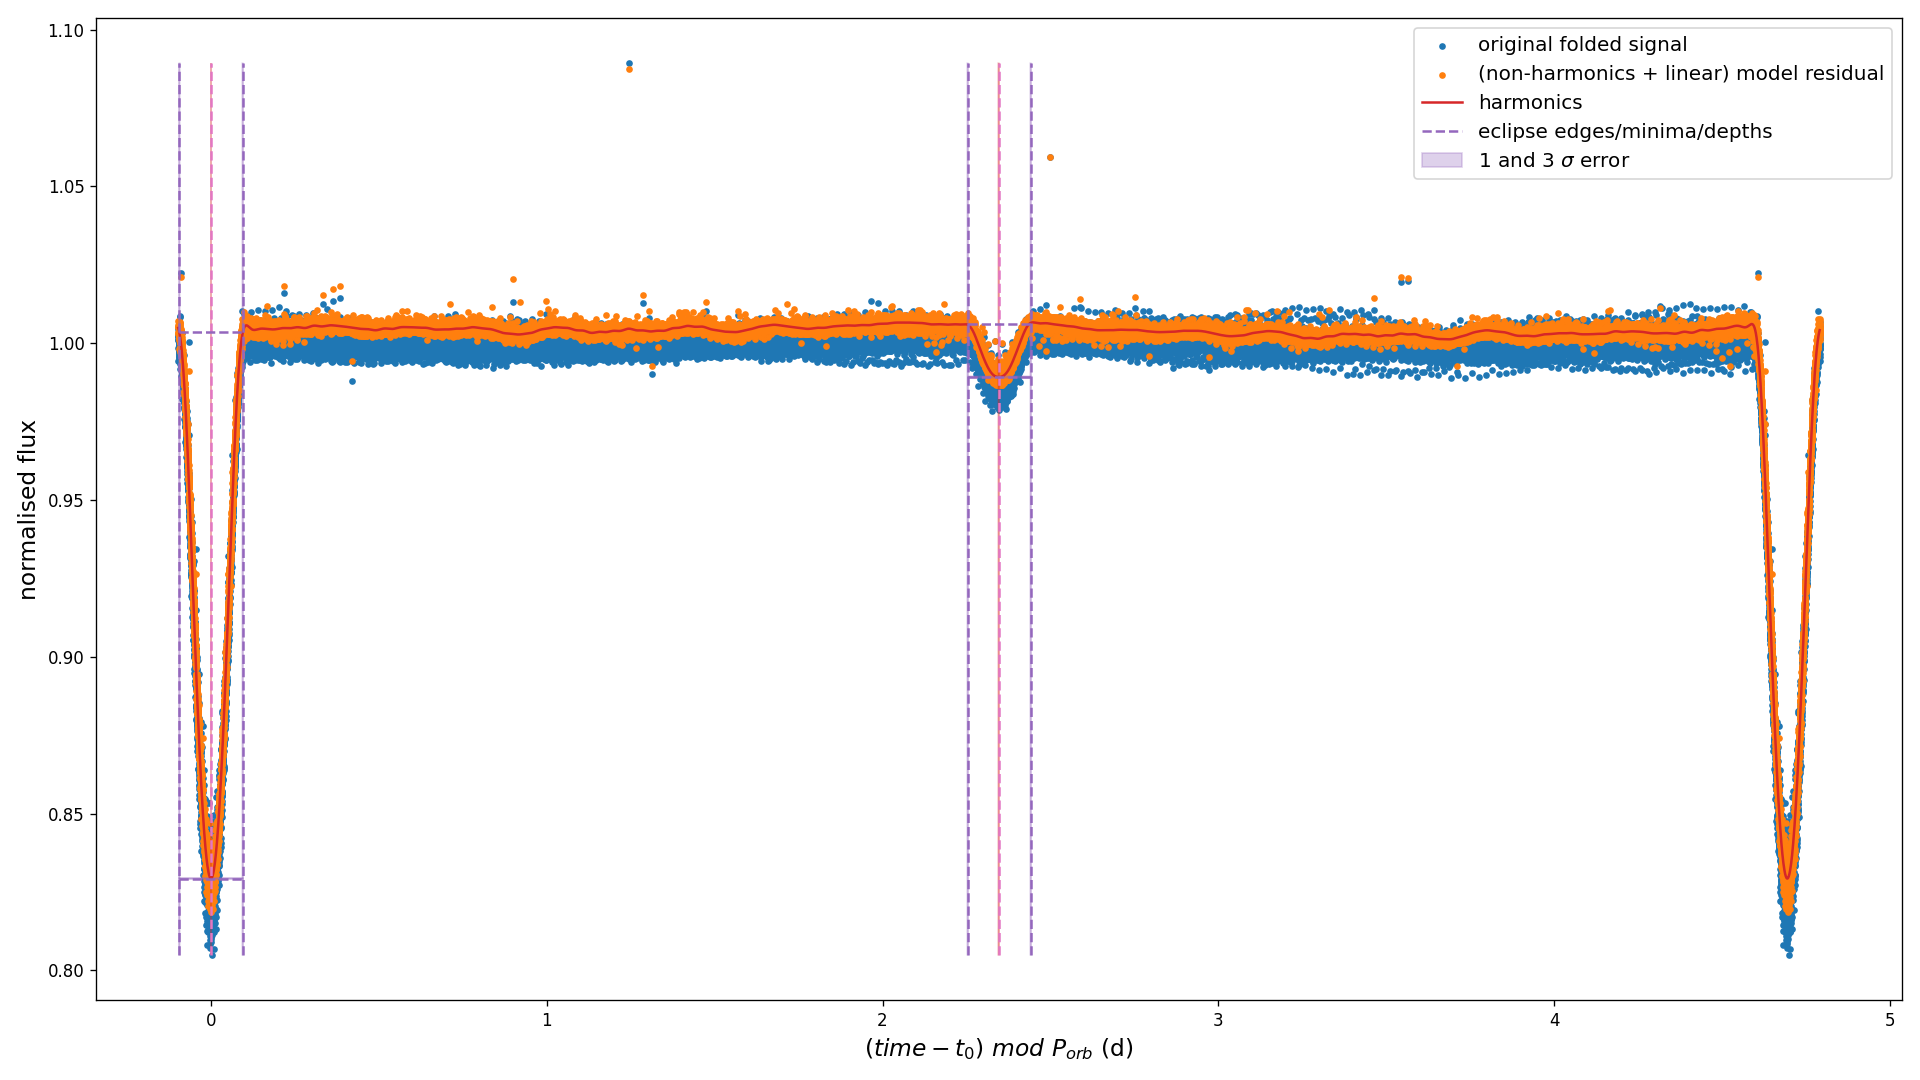 original folded signal
(non-harmonics + linear) model residual
harmonics
eclipse edges/minima/depths
1 and 3 σ error
1.10
1.05
1.00
0.95
0.90
0.85
0.80
normalised flux
0 1 2 3 4 5
(time − t₀) mod Pₒᵣb (d)